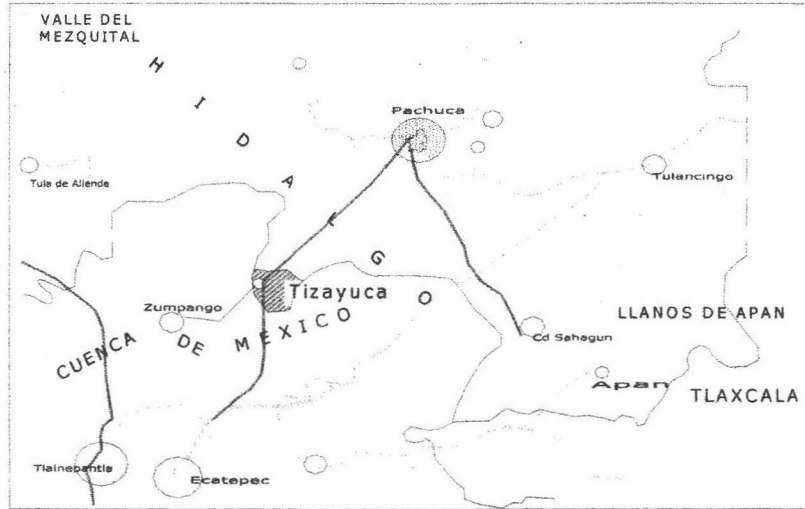 VALLE DEL
MEZQUITAL
HIDALGO
Pachuca
Tula de Allende
Tulancingo
Tizayuca
Zumpango
CUENCA DE MEXICO
LLANOS DE APAN
Cd Sahagun
Apan
TLAXCALA
Tlalnepantla
Ecatepec